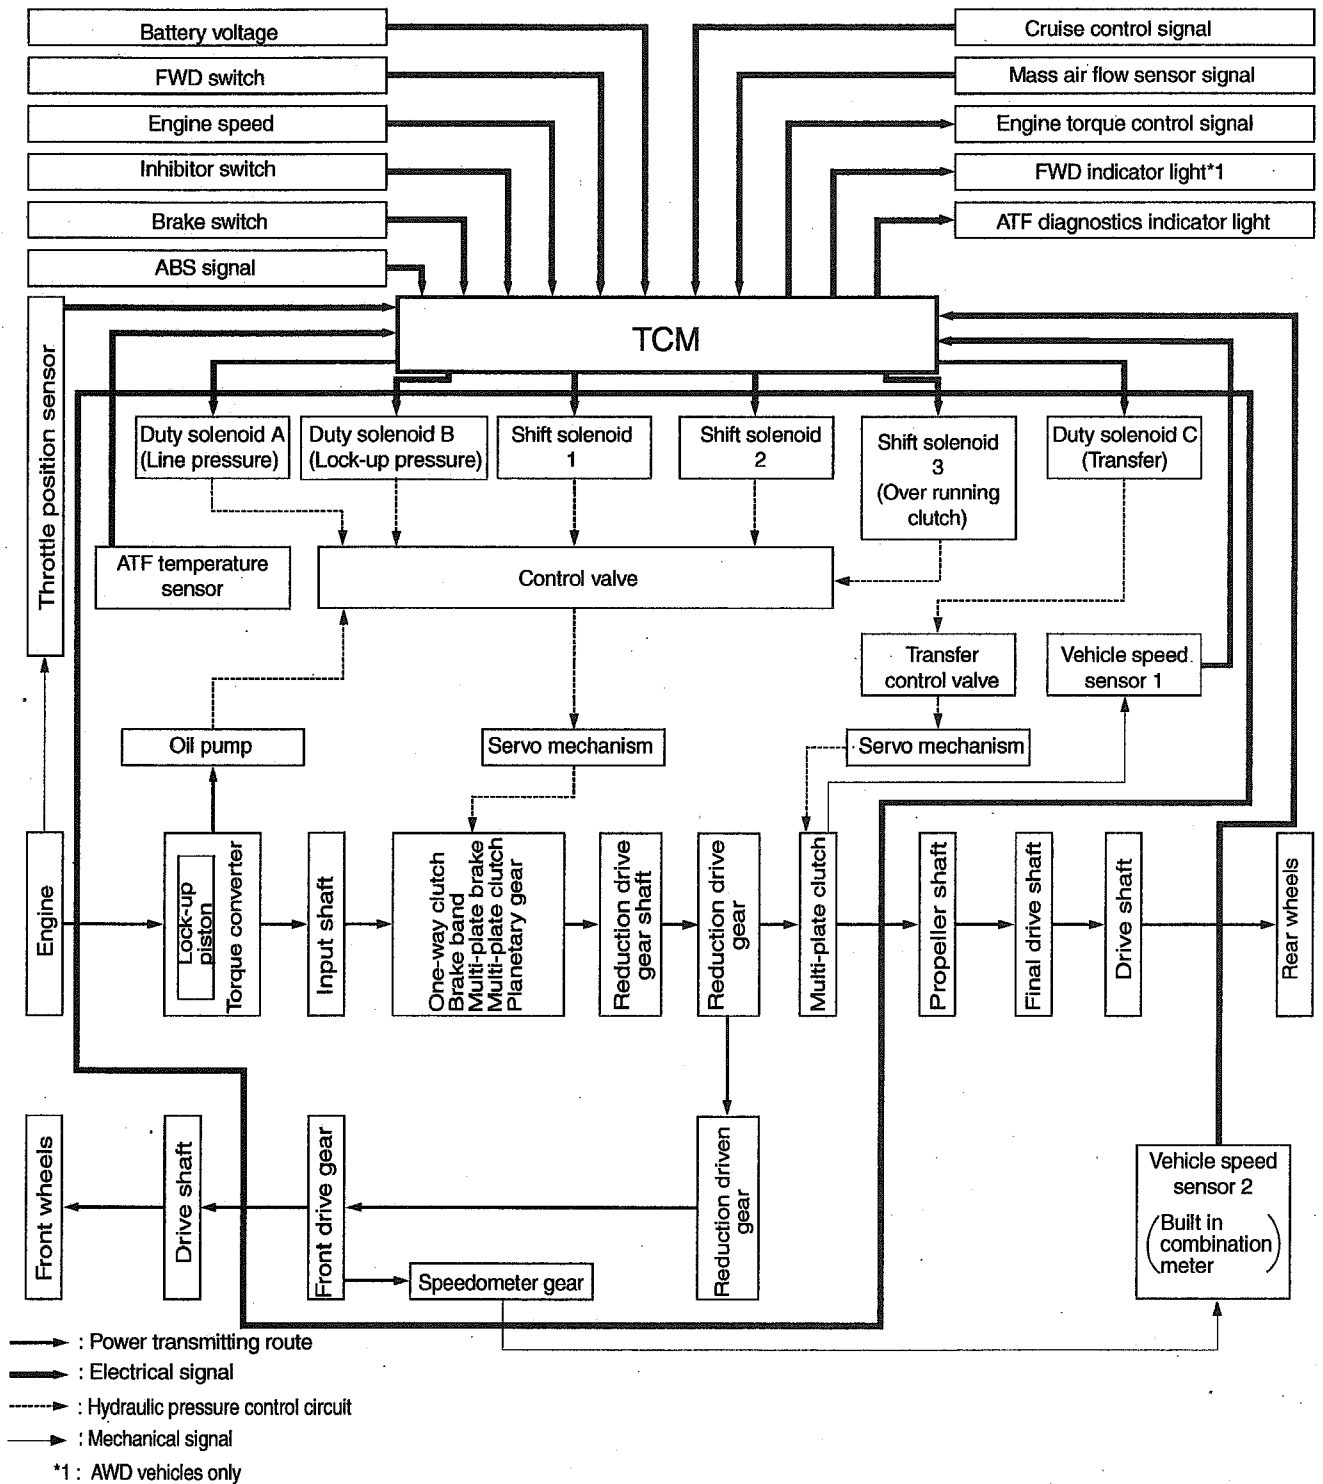 Battery voltage
FWD switch
Engine speed
Inhibitor switch
Brake switch
ABS signal
Cruise control signal
Mass air flow sensor signal
Engine torque control signal
FWD indicator light*1
ATF diagnostics indicator light
Throttle position sensor
TCM
Duty solenoid A
(Line pressure)
Duty solenoid B
(Lock-up pressure)
Shift solenoid
1
Shift solenoid
2
Shift solenoid
3
(Over running
clutch)
Duty solenoid C
(Transfer)
ATF temperature
sensor
Control valve
Transfer
control valve
Vehicle speed
sensor 1
Oil pump
Servo mechanism
Servo mechanism
Engine
Lock-up
piston
Torque converter
Input shaft
One-way clutch
Brake band
Multi-plate brake
Multi-plate clutch
Planetary gear
Reduction drive
gear shaft
Reduction drive
gear
Multi-plate clutch
Propeller shaft
Final drive shaft
Drive shaft
Rear wheels
Front wheels
Drive shaft
Front drive gear
Speedometer gear
Reduction driven
gear
Vehicle speed
sensor 2
(Built in
combination
meter)
: Power transmitting route
: Electrical signal
: Hydraulic pressure control circuit
: Mechanical signal
*1 : AWD vehicles only